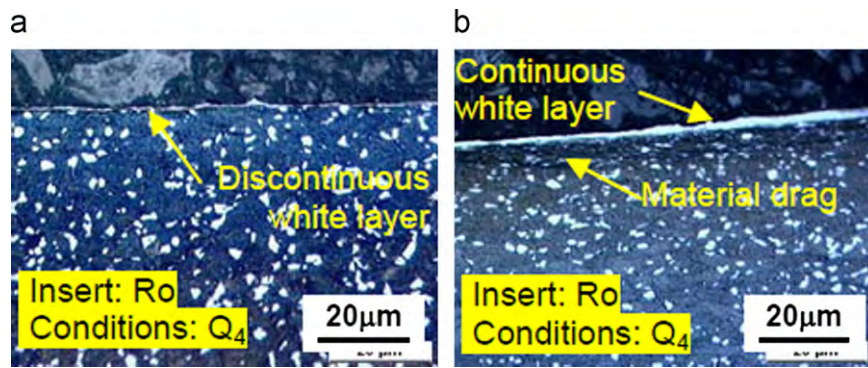 a
b
Discontinuous
white layer
Insert: Ro
Conditions: Q₄
20μm
Continuous
white layer
Material drag
Insert: Ro
Conditions: Q₄
20μm